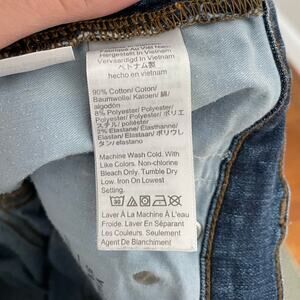 Fabriqué Au Viet Nam
Hergestellt In Vietnam
Vervaardigd In Vietnam
ベトナム製
hecho en vietnam
90% Cotton/ Coton/
Baumwolle/ Katoen/ 綿/
algodón
8% Polyester/ Polyester/
Polyester/ Polyester/ ポリエ
ステル/ poliéster
2% Elastane/ Élasthanne/
Elastan/ Elastaan/ ポリウレ
タン/ elastano
Machine Wash Cold. With
Like Colors. Non-chlorine
Bleach Only. Tumble Dry
Low. Iron On Lowest
Setting.
Laver À La Machine À L'eau
Froide. Laver En Séparant
Les Couleurs. Seulement
Agent De Blanchiment